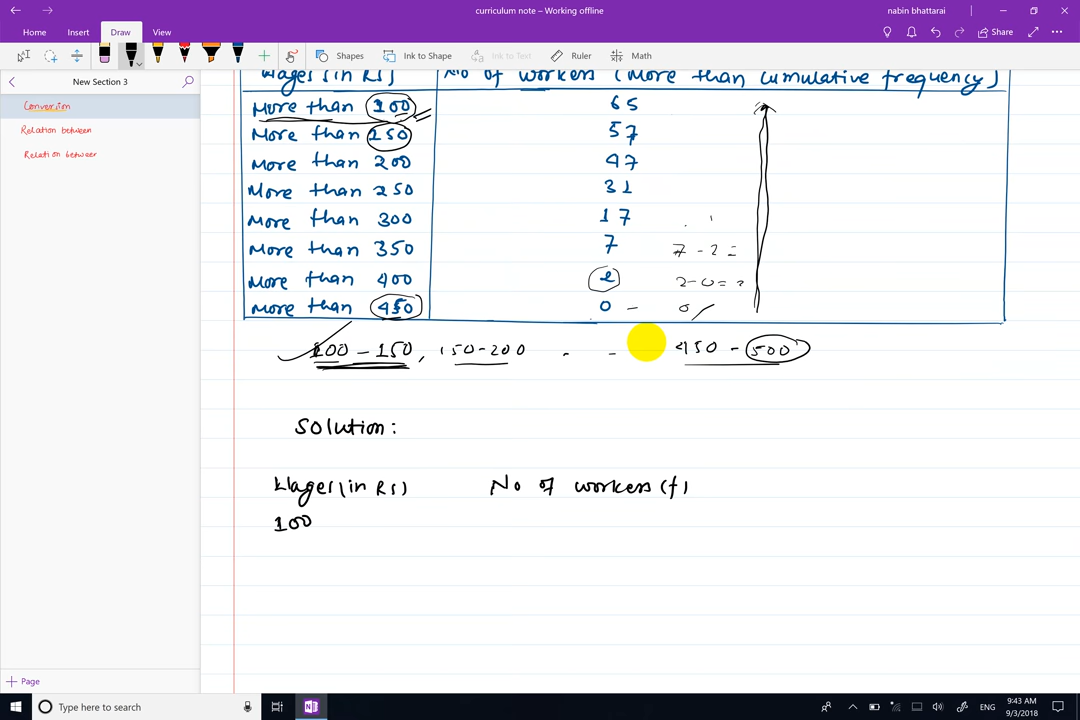 curriculum note – Working offline
nabin bhattarai
Home Insert Draw View
Share
Shapes Ink to Shape Ink to Text Ruler Math
New Section 3
Conversion
Relation between
Relation between
Wages (in Rs) No of workers (More than cumulative frequency)
More than 100 65
More than 150 57
More than 200 47
More than 250 31
More than 300 17
More than 350 7 7 - 2 =
More than 400 2 2-0=2
More than 450 0 - 0
100 - 150, 150-200 - - 450 - 500
Solution:
Wages (in Rs) No of workers (f)
100
Page
Type here to search
ENG
9:43 AM
9/3/2018